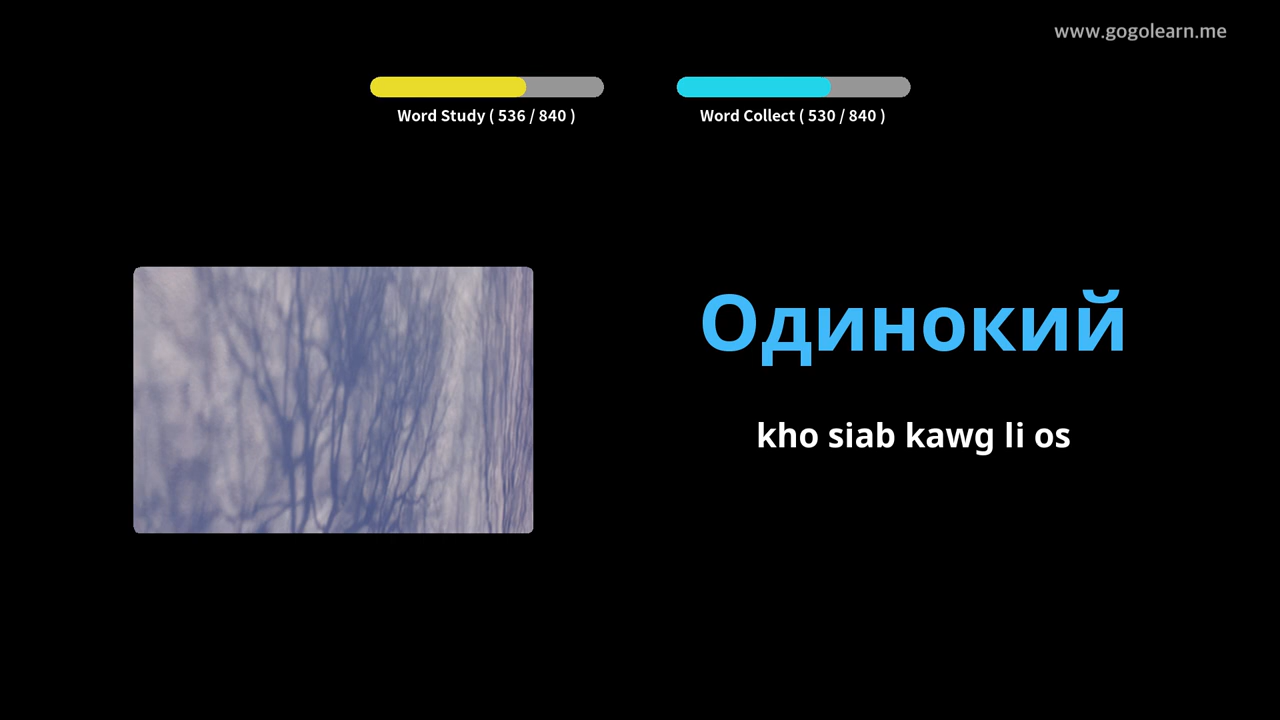 www.gogolearn.me
Word Study ( 536 / 840 )
Word Collect ( 530 / 840 )
Одинокий
kho siab kawg li os